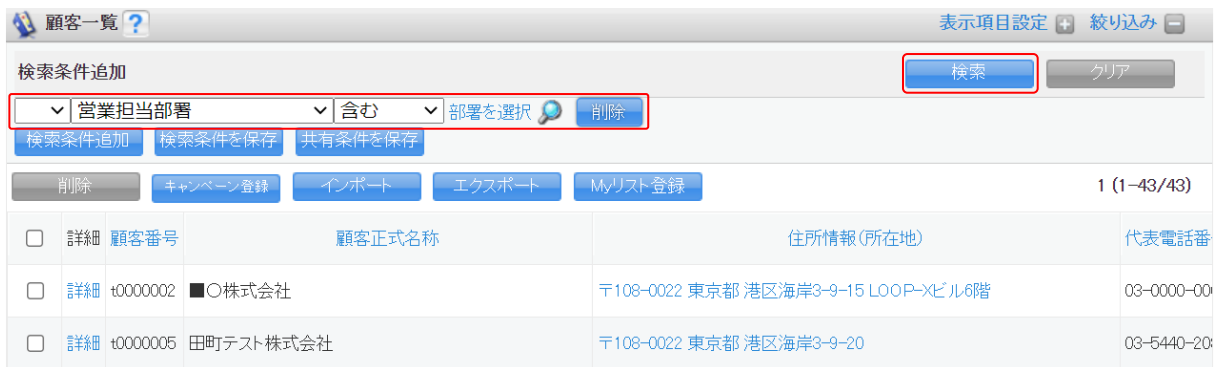 顧客一覧 ? 表示項目設定 絞り込み
検索条件追加 検索 クリア
営業担当部署 含む 部署を選択 削除
検索条件追加 検索条件を保存 共有条件を保存
削除 キャンペーン登録 インポート エクスポート Myリスト登録 1 (1-43/43)
詳細 顧客番号 顧客正式名称 住所情報(所在地) 代表電話番
詳細 t0000002 ■○株式会社 〒108-0022 東京都 港区海岸3-9-15 LOOP-Xビル6階 03-0000-00
詳細 t0000005 田町テスト株式会社 〒108-0022 東京都 港区海岸3-9-20 03-5440-20